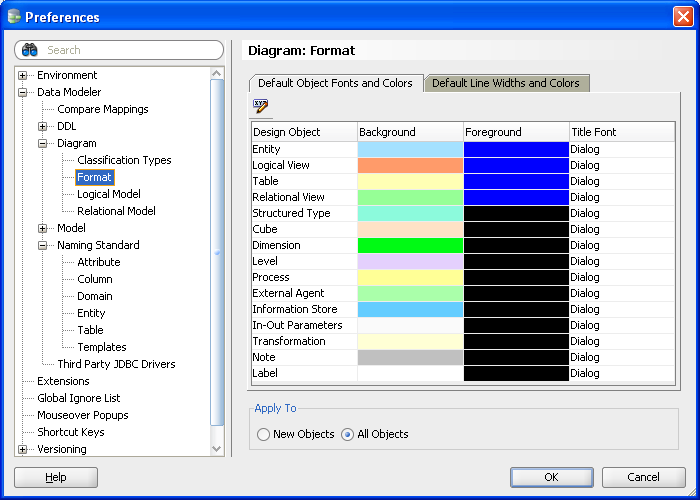 Preferences
Search
Environment
Data Modeler
Compare Mappings
DDL
Diagram
Classification Types
Format
Logical Model
Relational Model
Model
Naming Standard
Attribute
Column
Domain
Entity
Table
Templates
Third Party JDBC Drivers
Extensions
Global Ignore List
Mouseover Popups
Shortcut Keys
Versioning
Diagram: Format
Default Object Fonts and Colors Default Line Widths and Colors
XYZ
Design Object Background Foreground Title Font
Entity Dialog
Logical View Dialog
Table Dialog
Relational View Dialog
Structured Type Dialog
Cube Dialog
Dimension Dialog
Level Dialog
Process Dialog
External Agent Dialog
Information Store Dialog
In-Out Parameters Dialog
Transformation Dialog
Note Dialog
Label Dialog
Apply To
New Objects All Objects
Help OK Cancel